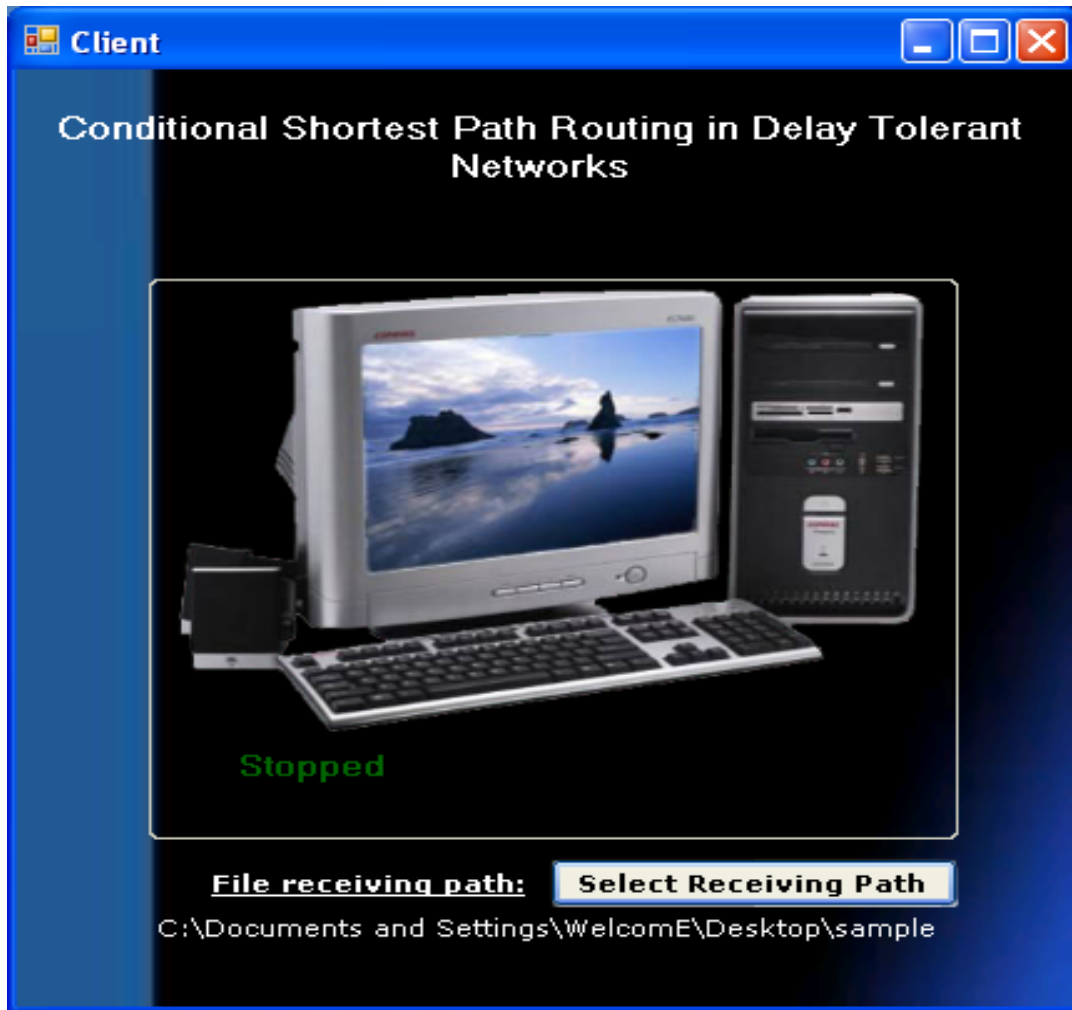 Client
Conditional Shortest Path Routing in Delay Tolerant
Networks
Stopped
File receiving path:
Select Receiving Path
C:\Documents and Settings\WelcomE\Desktop\sample